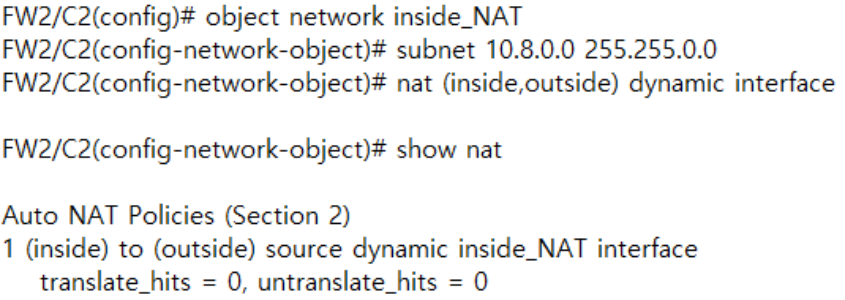 FW2/C2(config)# object network inside_NAT
FW2/C2(config-network-object)# subnet 10.8.0.0 255.255.0.0
FW2/C2(config-network-object)# nat (inside,outside) dynamic interface
FW2/C2(config-network-object)# show nat
Auto NAT Policies (Section 2)
1 (inside) to (outside) source dynamic inside_NAT interface
translate_hits = 0, untranslate_hits = 0